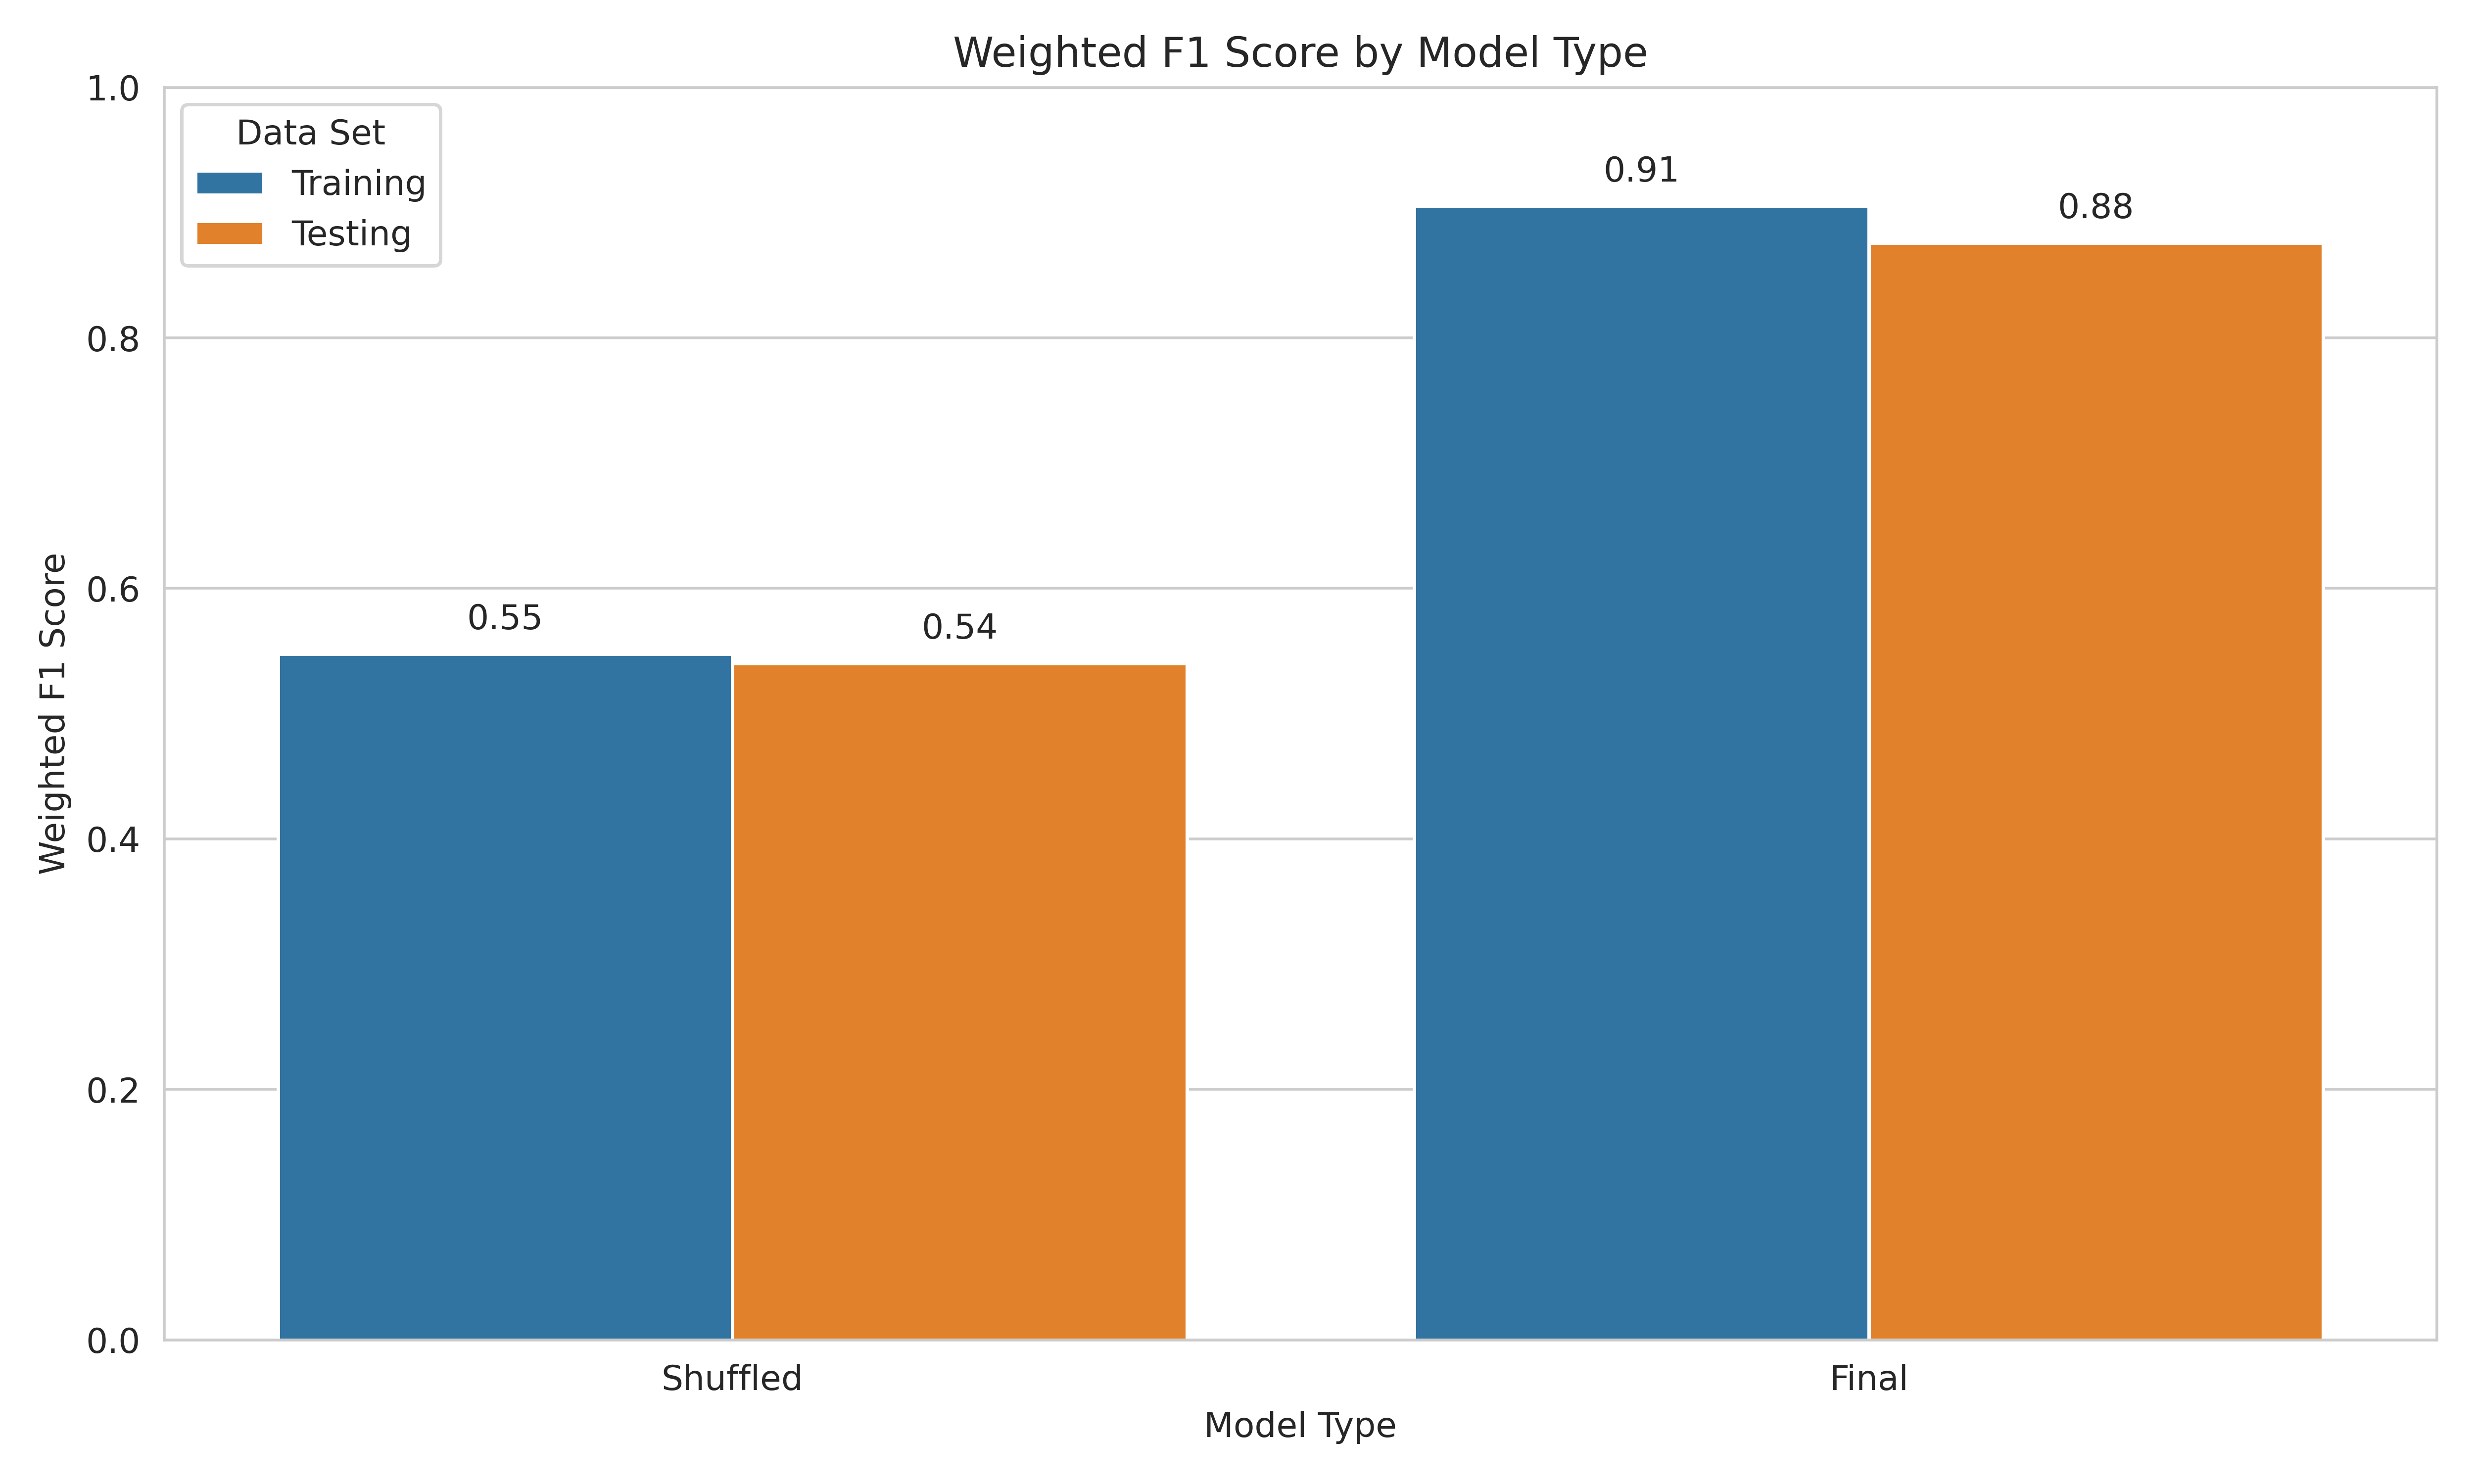 Weighted F1 Score by Model Type
Weighted F1 Score
1.0
0.8
0.6
0.4
0.2
0.0
Data Set
Training
Testing
0.55
0.54
0.91
0.88
Shuffled
Final
Model Type